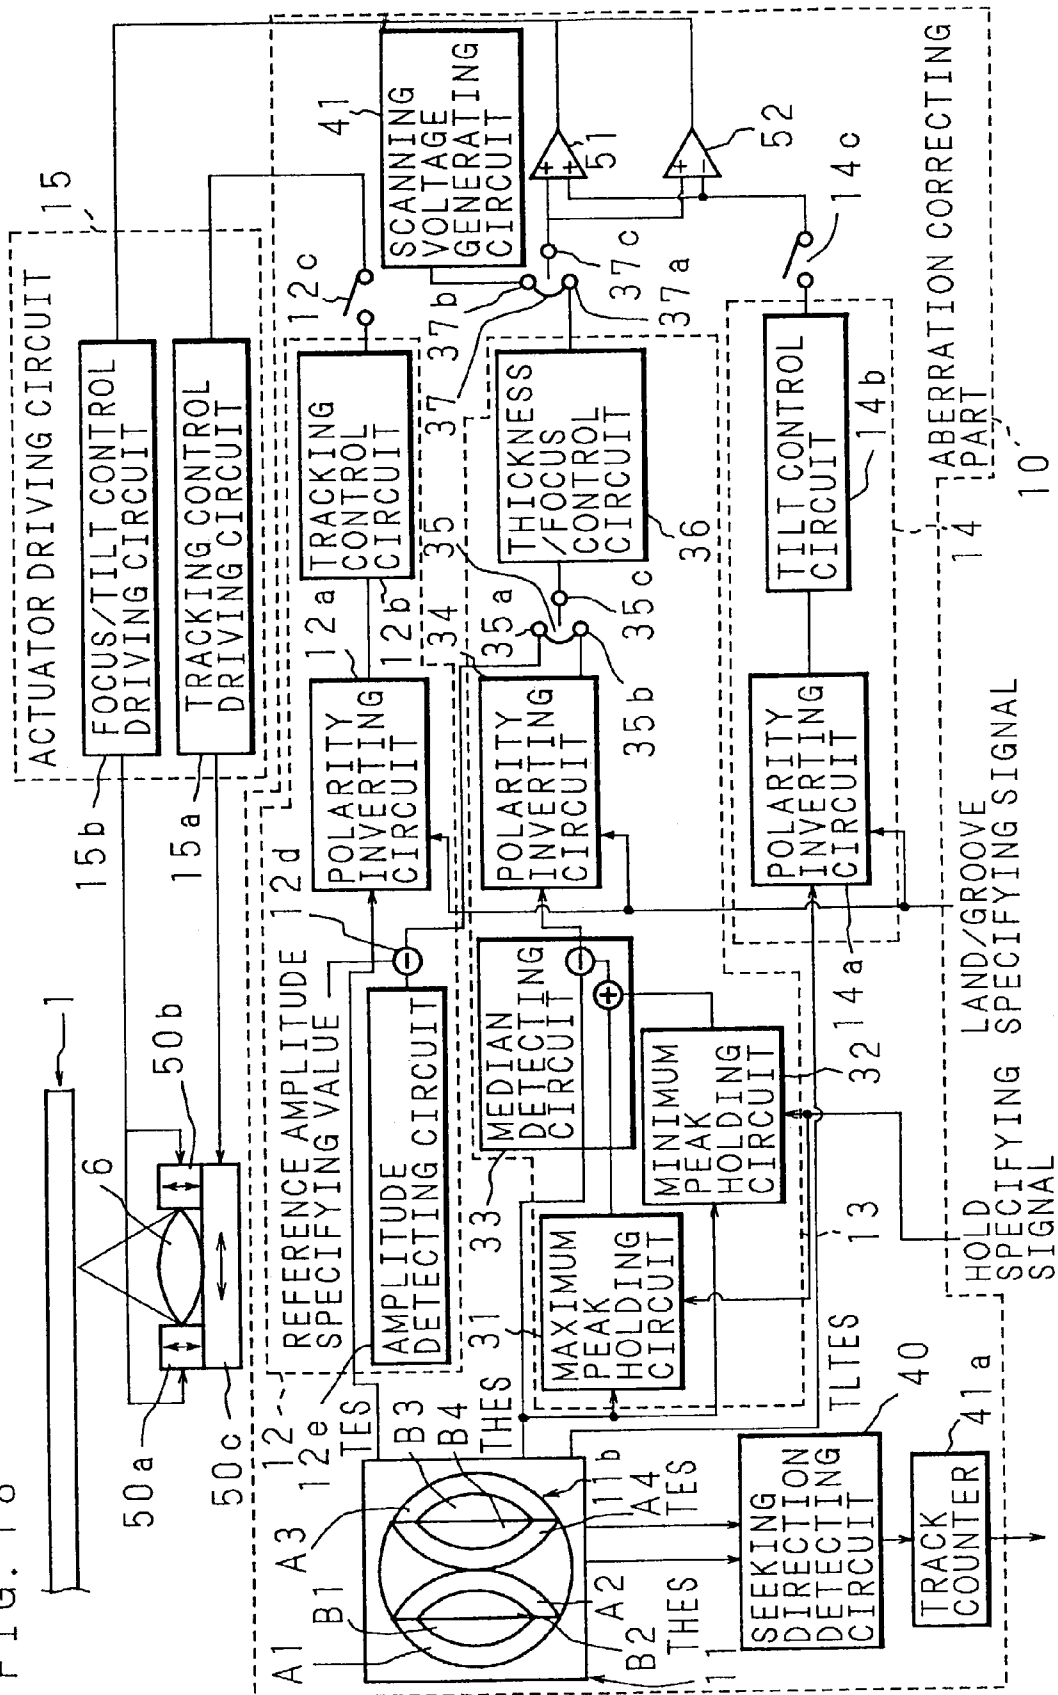 FIG. 18
1
6
50a
50b
50c
15b
15a
15
ACTUATOR DRIVING CIRCUIT
FOCUS/TILT CONTROL
DRIVING CIRCUIT
TRACKING CONTROL
DRIVING CIRCUIT
12
REFERENCE AMPLITUDE
SPECIFYING VALUE
12d
12e
AMPLITUDE
DETECTING CIRCUIT
POLARITY
INVERTING
CIRCUIT
12a
TRACKING
CONTROL
CIRCUIT
12b
12c
41
SCANNING
VOLTAGE
GENERATING
CIRCUIT
TES
THES
A3
B3
B4
A1
B1
11b
A4
A2
B2
11
THES
TES
33
MEDIAN
DETECTING
CIRCUIT
−
+
34
POLARITY
INVERTING
CIRCUIT
35a
35
35b
35c
THICKNESS
/FOCUS
CONTROL
CIRCUIT
36
37
37b
37c
37a
+
+
51
+
−
52
31
MAXIMUM
PEAK
HOLDING
CIRCUIT
MINIMUM
PEAK
HOLDING
CIRCUIT
32
13
TLTES
14a
POLARITY
INVERTING
CIRCUIT
TILT CONTROL
CIRCUIT
14b
14c
14
ABERRATION CORRECTING
PART
10
SEEKING
DIRECTION
DETECTING
CIRCUIT
40
TRACK
COUNTER
41a
HOLD
SPECIFYING
SIGNAL
LAND/GROOVE
SPECIFYING SIGNAL